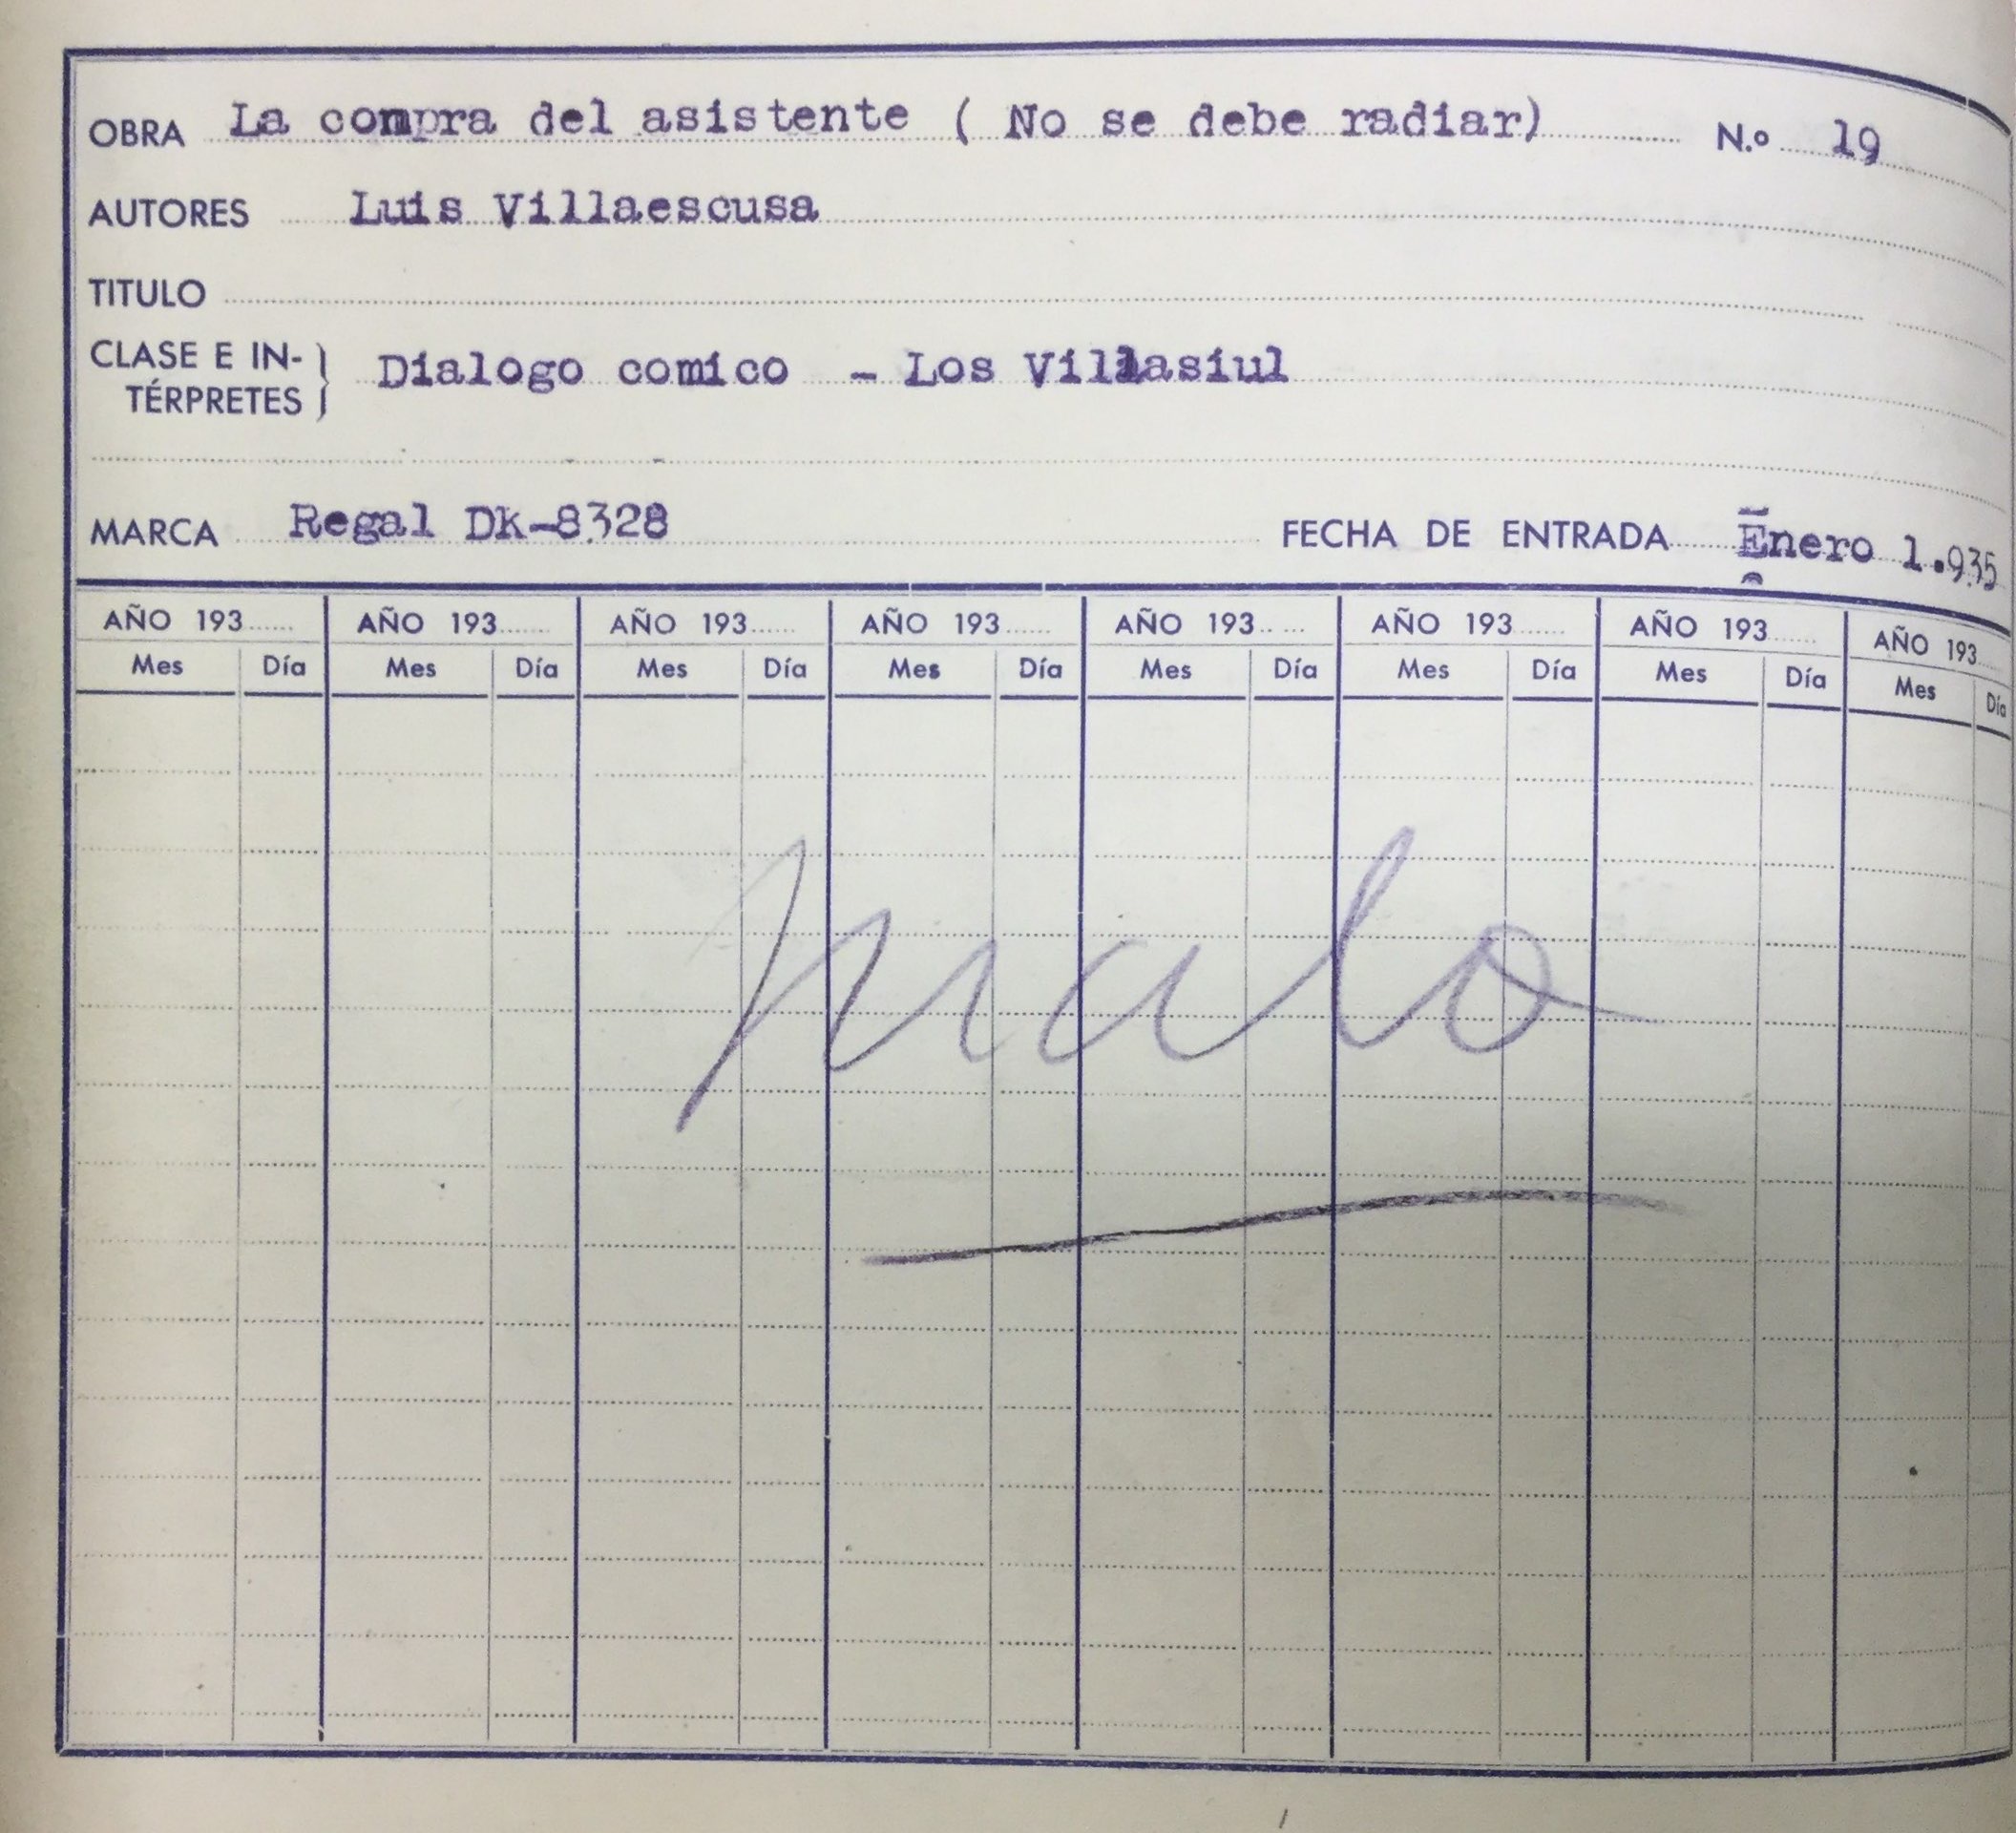 OBRA La compra del asistente ( No se debe radiar) N.º 19
AUTORES Luis Villaescusa
TITULO
CLASE E IN-
TÉRPRETES } Dialogo comico - Los Villasiul
MARCA Regal DK-8328 FECHA DE ENTRADA Enero 1.935
AÑO 193 AÑO 193 AÑO 193 AÑO 193 AÑO 193 AÑO 193 AÑO 193 AÑO 193
Mes Día Mes Día Mes Día Mes Día Mes Día Mes Día Mes Día Mes Día
Malo